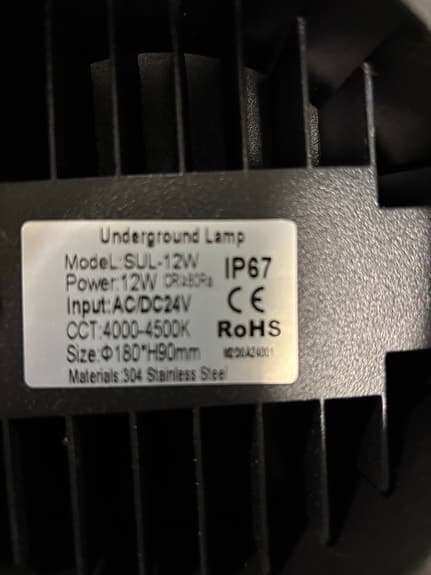 Underground Lamp
Model:SUL-12W
IP67
Power:12W CRI≥80Ra
Input:AC/DC24V
CE
CCT:4000-4500K
RoHS
Size:Φ180*H90mm
Materials:304 Stainless Steel